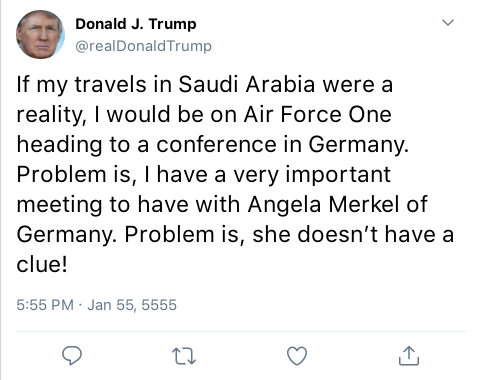 Donald J. Trump
@realDonaldTrump
If my travels in Saudi Arabia were a
reality, I would be on Air Force One
heading to a conference in Germany.
Problem is, I have a very important
meeting to have with Angela Merkel of
Germany. Problem is, she doesn’t have a
clue!
5:55 PM · Jan 55, 5555